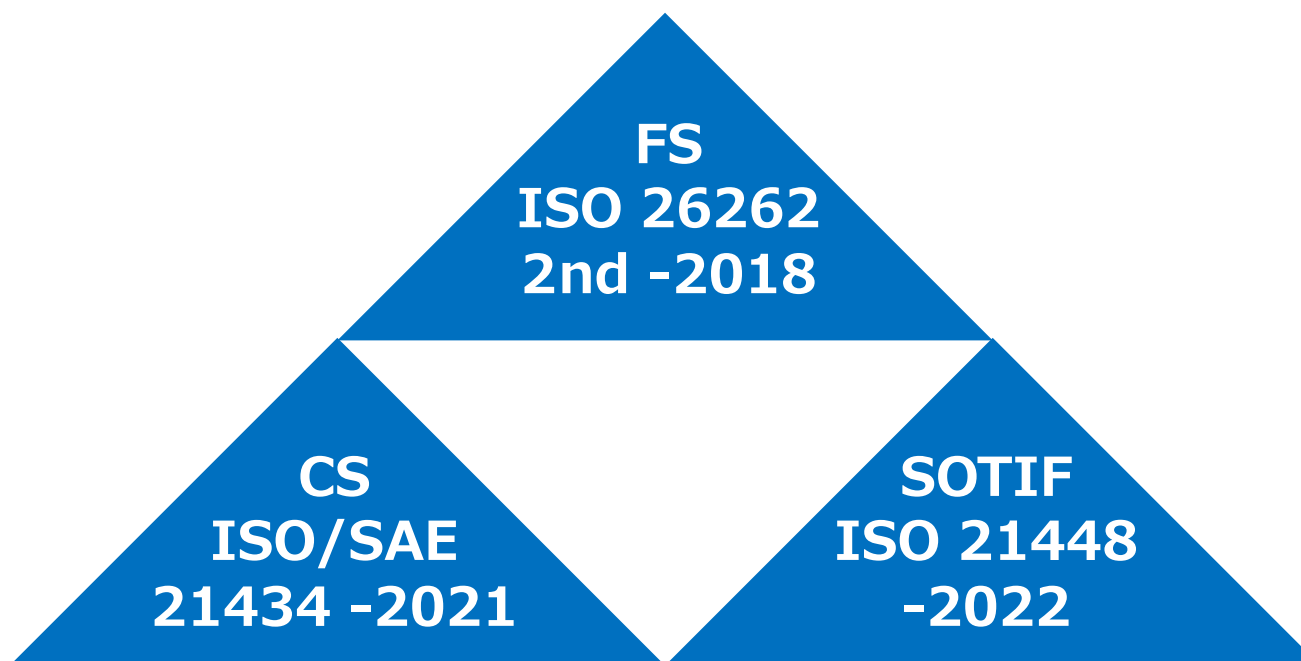 FS
ISO 26262
2nd -2018
CS
ISO/SAE
21434 -2021
SOTIF
ISO 21448
-2022